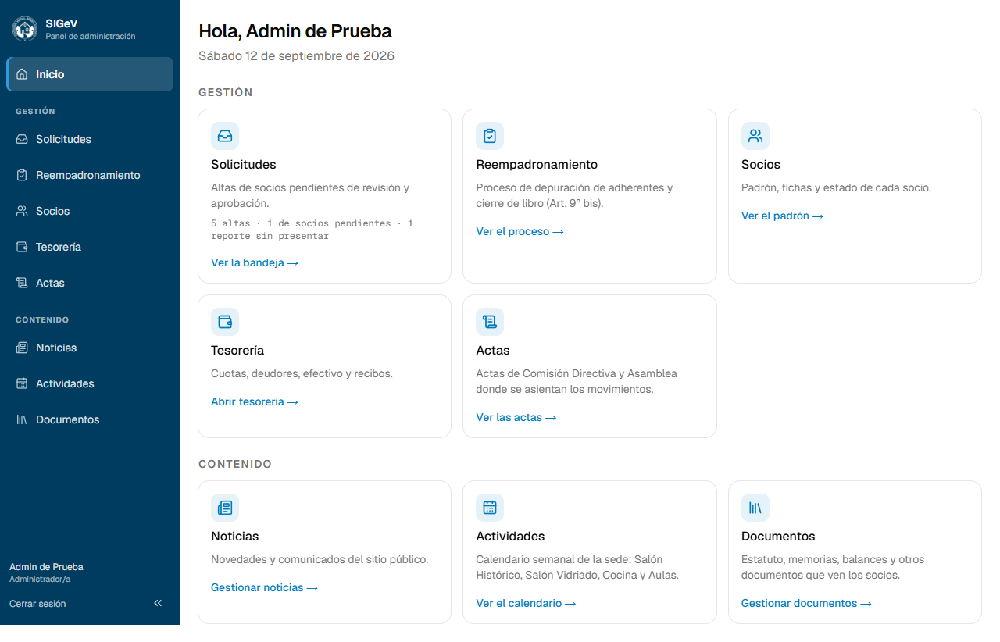 SIGeV
Panel de administración
Inicio
GESTIÓN
Solicitudes
Reempadronamiento
Socios
Tesorería
Actas
CONTENIDO
Noticias
Actividades
Documentos
Admin de Prueba
Administrador/a
Cerrar sesión
Hola, Admin de Prueba
Sábado 12 de septiembre de 2026
GESTIÓN
Solicitudes
Altas de socios pendientes de revisión y
aprobación.
5 altas · 1 de socios pendientes · 1
reporte sin presentar
Ver la bandeja →
Reempadronamiento
Proceso de depuración de adherentes y
cierre de libro (Art. 9° bis).
Ver el proceso →
Socios
Padrón, fichas y estado de cada socio.
Ver el padrón →
Tesorería
Cuotas, deudores, efectivo y recibos.
Abrir tesorería →
Actas
Actas de Comisión Directiva y Asamblea
donde se asientan los movimientos.
Ver las actas →
CONTENIDO
Noticias
Novedades y comunicados del sitio público.
Gestionar noticias →
Actividades
Calendario semanal de la sede: Salón
Histórico, Salón Vidriado, Cocina y Aulas.
Ver el calendario →
Documentos
Estatuto, memorias, balances y otros
documentos que ven los socios.
Gestionar documentos →